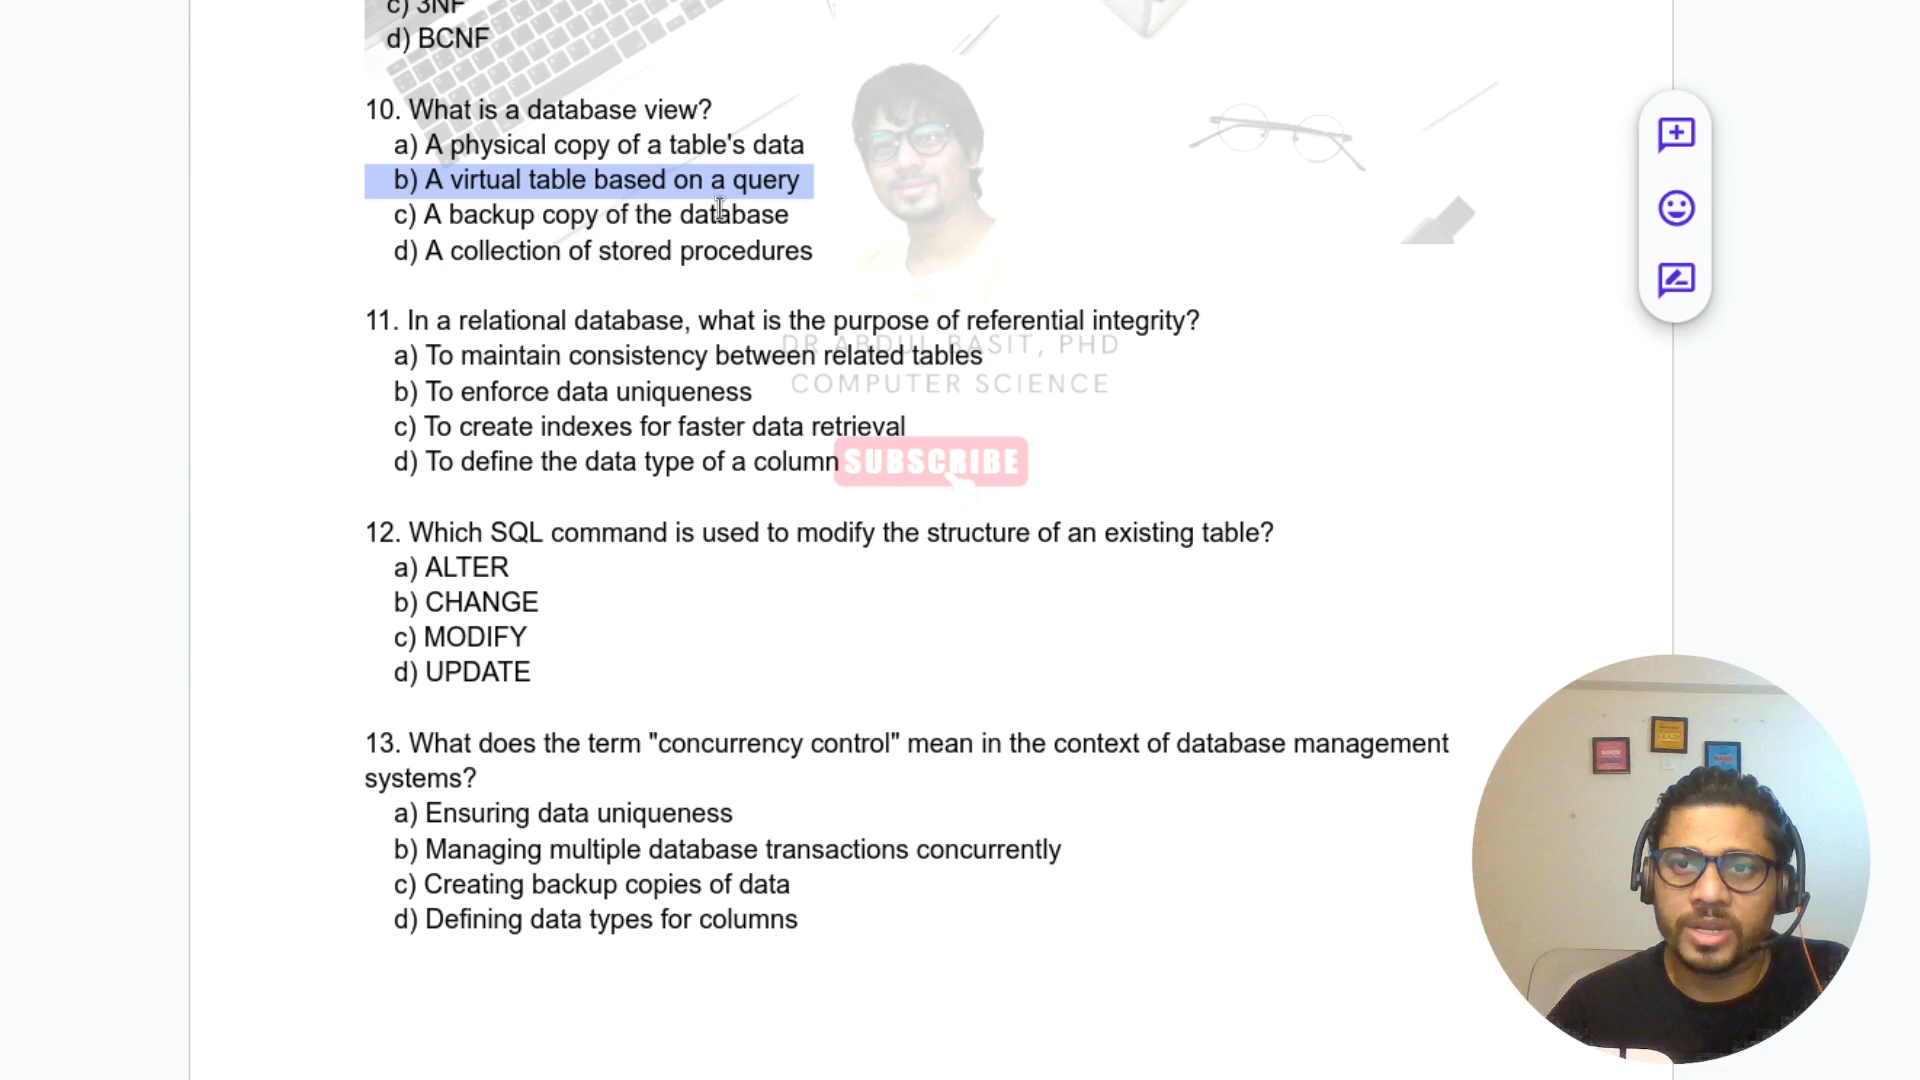 c) 3NF
d) BCNF
10. What is a database view?
a) A physical copy of a table's data
b) A virtual table based on a query
c) A backup copy of the database
d) A collection of stored procedures
11. In a relational database, what is the purpose of referential integrity?
DR ABDUL BASIT, PHD
a) To maintain consistency between related tables
COMPUTER SCIENCE
b) To enforce data uniqueness
c) To create indexes for faster data retrieval
d) To define the data type of a column
SUBSCRIBE
12. Which SQL command is used to modify the structure of an existing table?
a) ALTER
b) CHANGE
c) MODIFY
d) UPDATE
13. What does the term "concurrency control" mean in the context of database management
systems?
a) Ensuring data uniqueness
b) Managing multiple database transactions concurrently
c) Creating backup copies of data
d) Defining data types for columns